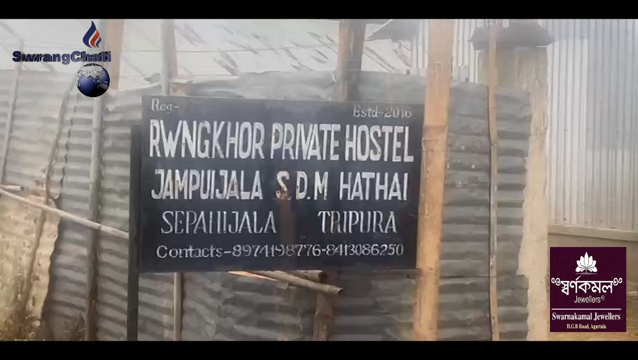 SwrangChati
Reg- Estd-2016
RWNGKHOR PRIVATE HOSTEL
JAMPUIJALA S.D.M HATHAI
SEPAHIJALA TRIPURA
Contacts-8974198776-8413086250
স্বর্ণকমল
Jewellers
Swarnakamal Jewellers
H.G.B Road, Agartala